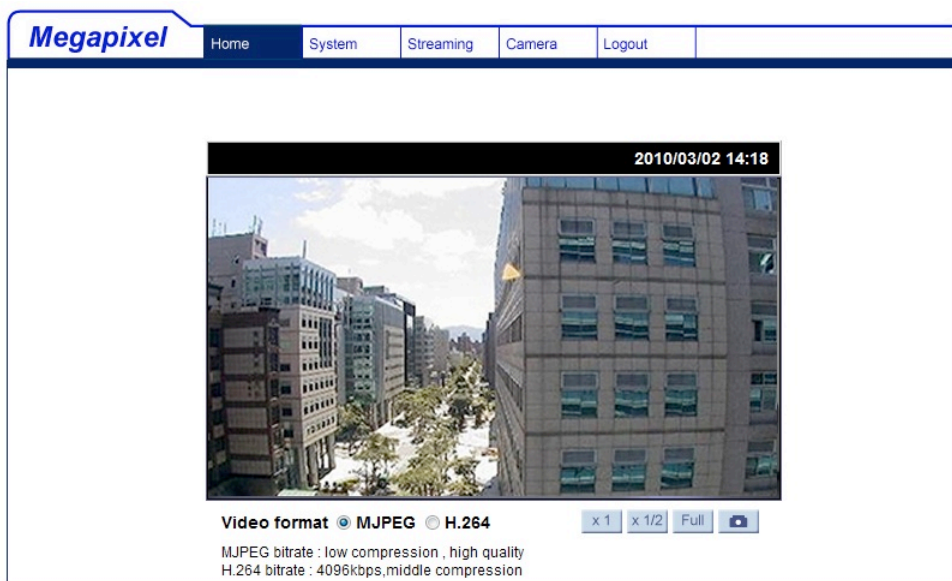 Megapixel
Home System Streaming Camera Logout
2010/03/02 14:18
Video format MJPEG H.264
x 1 x 1/2 Full
MJPEG bitrate : low compression , high quality
H.264 bitrate : 4096kbps,middle compression